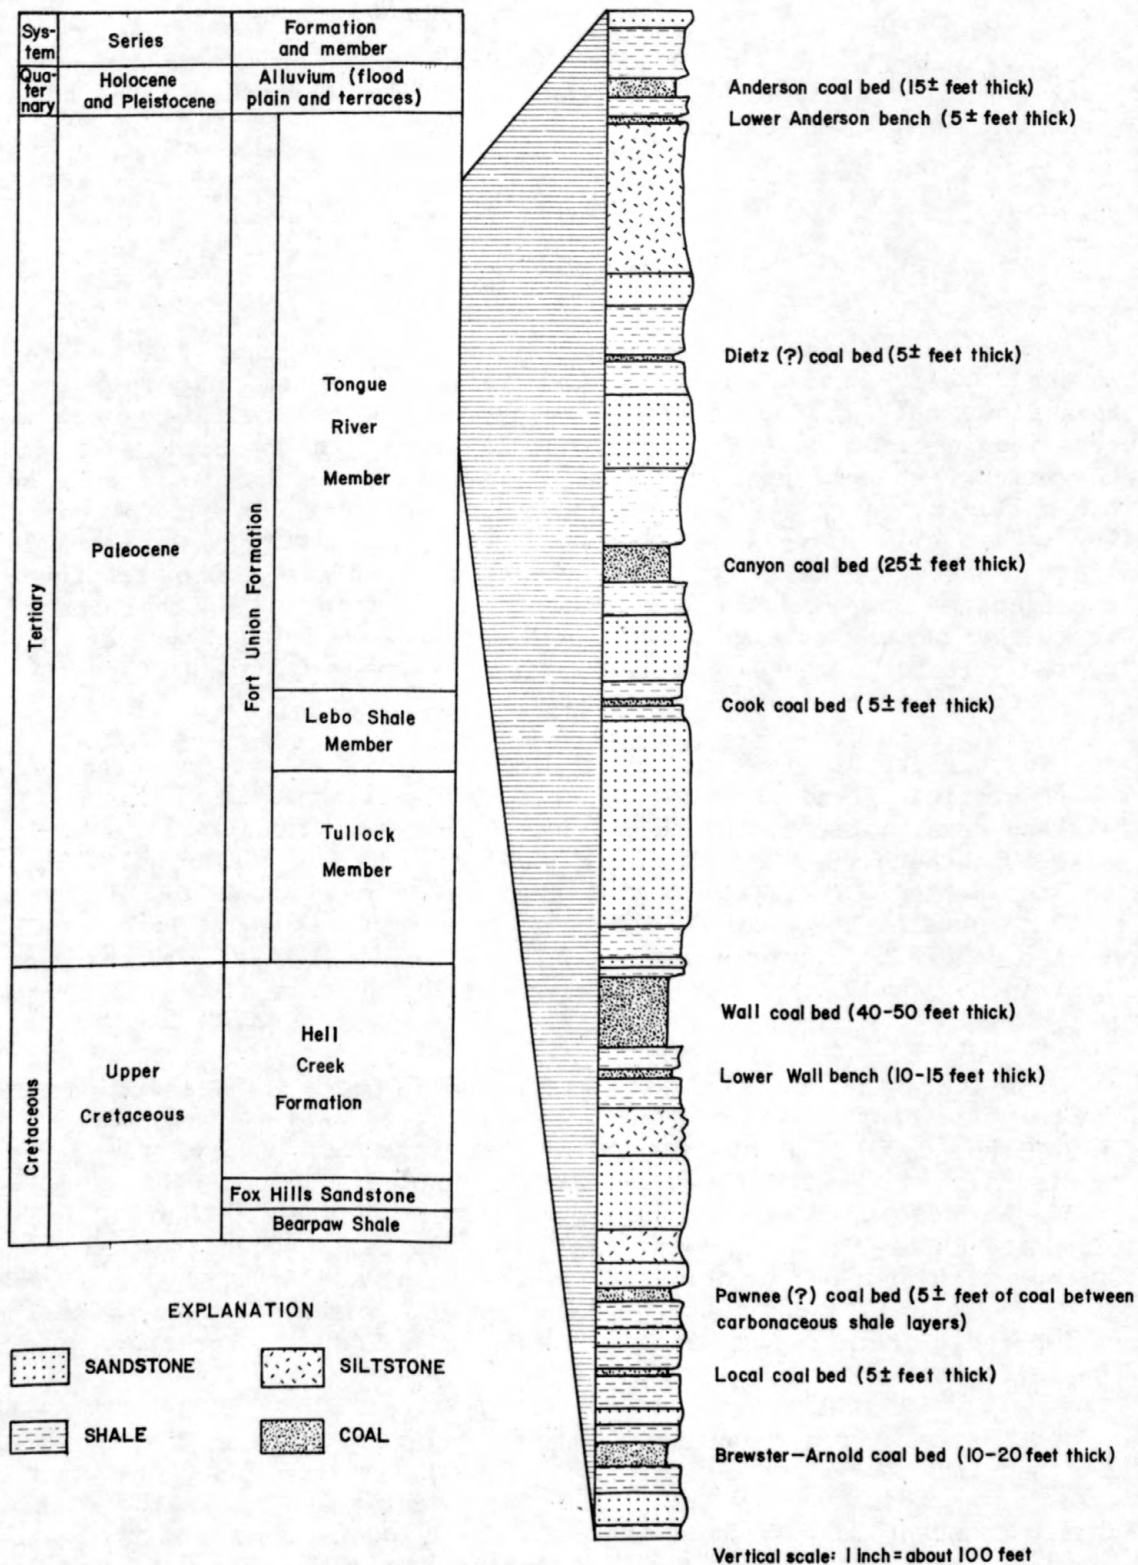 Sys-
tem
Series
Formation
and member
Qua-
ter
nary
Holocene
and Pleistocene
Alluvium (flood
plain and terraces)
Tertiary
Paleocene
Fort Union Formation
Tongue
River
Member
Lebo Shale
Member
Tullock
Member
Cretaceous
Upper
Cretaceous
Hell
Creek
Formation
Fox Hills Sandstone
Bearpaw Shale
Anderson coal bed (15± feet thick)
Lower Anderson bench (5± feet thick)
Dietz (?) coal bed (5± feet thick)
Canyon coal bed (25± feet thick)
Cook coal bed (5± feet thick)
Wall coal bed (40-50 feet thick)
Lower Wall bench (10-15 feet thick)
Pawnee (?) coal bed (5± feet of coal between
carbonaceous shale layers)
Local coal bed (5± feet thick)
Brewster-Arnold coal bed (10-20 feet thick)
EXPLANATION
SANDSTONE
SILTSTONE
SHALE
COAL
Vertical scale: 1 inch = about 100 feet